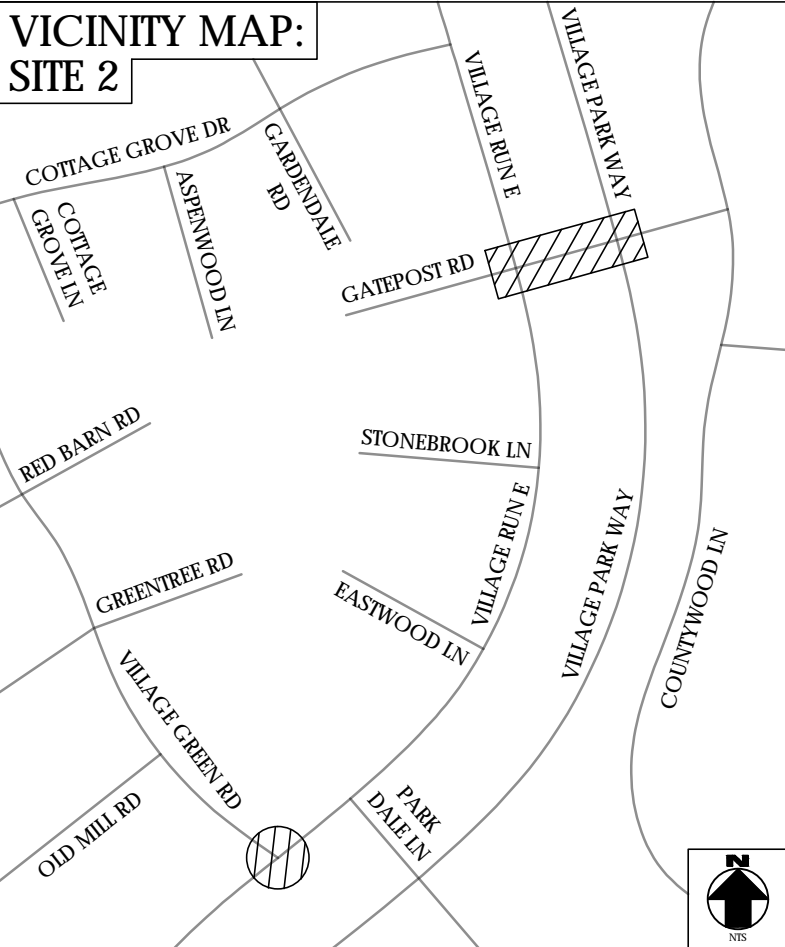 VICINITY MAP:
SITE 2
VILLAGE PARK WAY
VILLAGE RUN E
COTTAGE GROVE DR
GARDENDALE
RD
ASPENWOOD LN
COTTAGE
GROVE LN
GATEPOST RD
RED BARN RD
STONEBROOK LN
VILLAGE RUN E
VILLAGE PARK WAY
COUNTYWOOD LN
GREENTREE RD
EASTWOOD LN
VILLAGE GREEN RD
OLD MILL RD
PARK
DALE LN
N
NTS